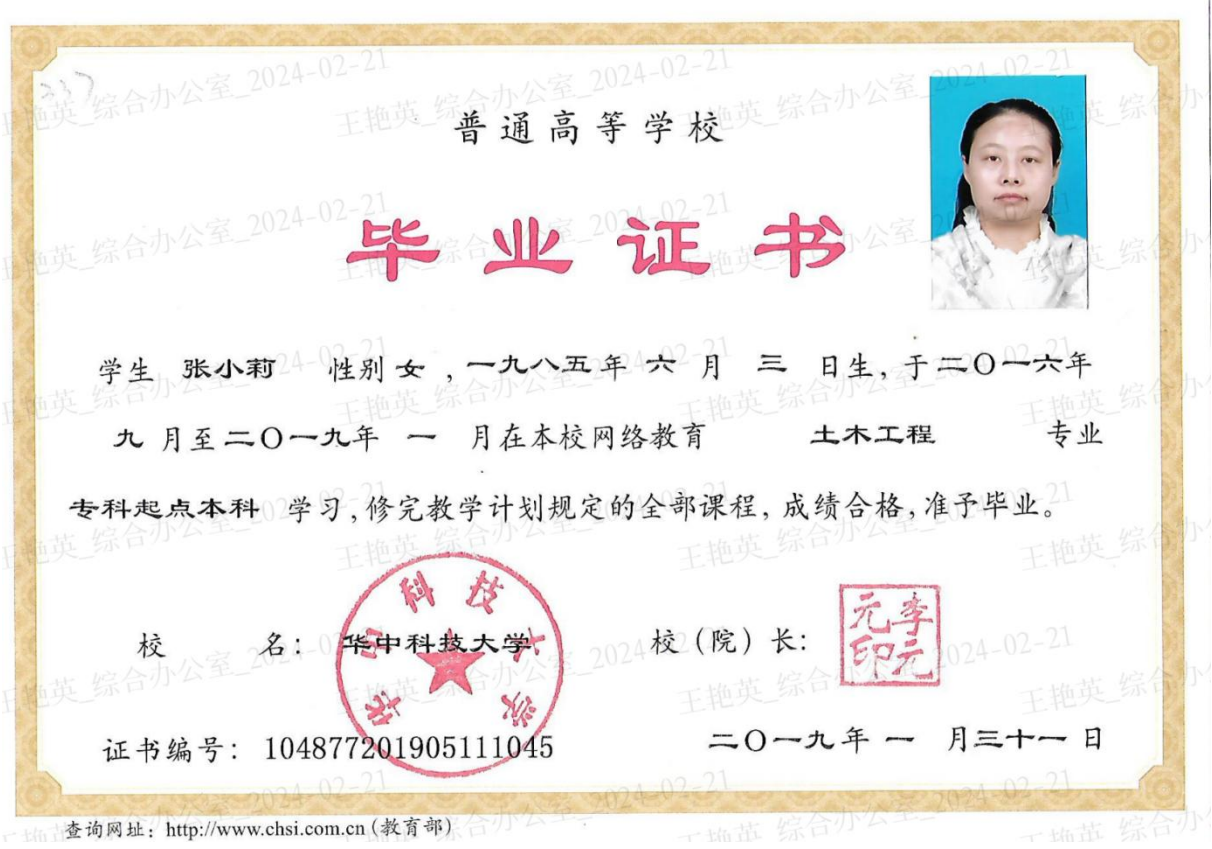 普通高等学校
毕业证书
学生 张小莉 性别 女 ，一九八五年 六 月 三 日生，于二〇一六年
九 月至二〇一九年 一 月在本校网络教育 土木工程 专业
专科起点本科 学习，修完教学计划规定的全部课程，成绩合格，准予毕业。
校 名： 华中科技大学 校（院）长：
华中科技大学
李元元印
证书编号： 104877201905111045 二〇一九年 一 月三十一日
查询网址：http://www.chsi.com.cn（教育部）
王艳英_综合办公室_2024-02-21